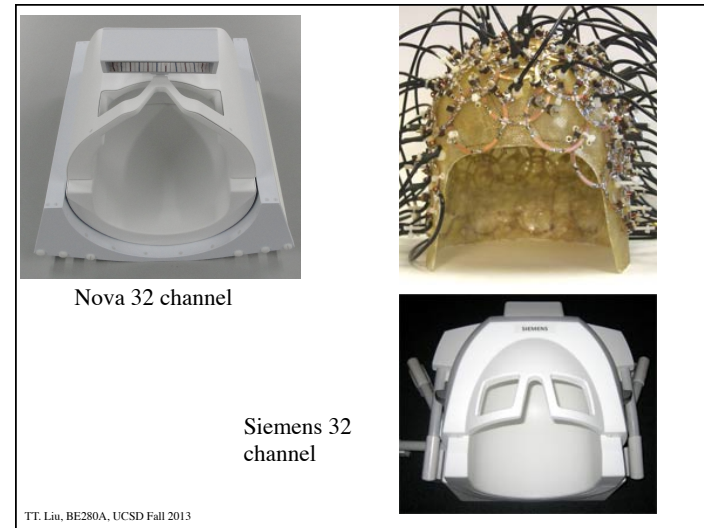 Nova 32 channel
SIEMENS
Siemens 32
channel
TT. Liu, BE280A, UCSD Fall 2013